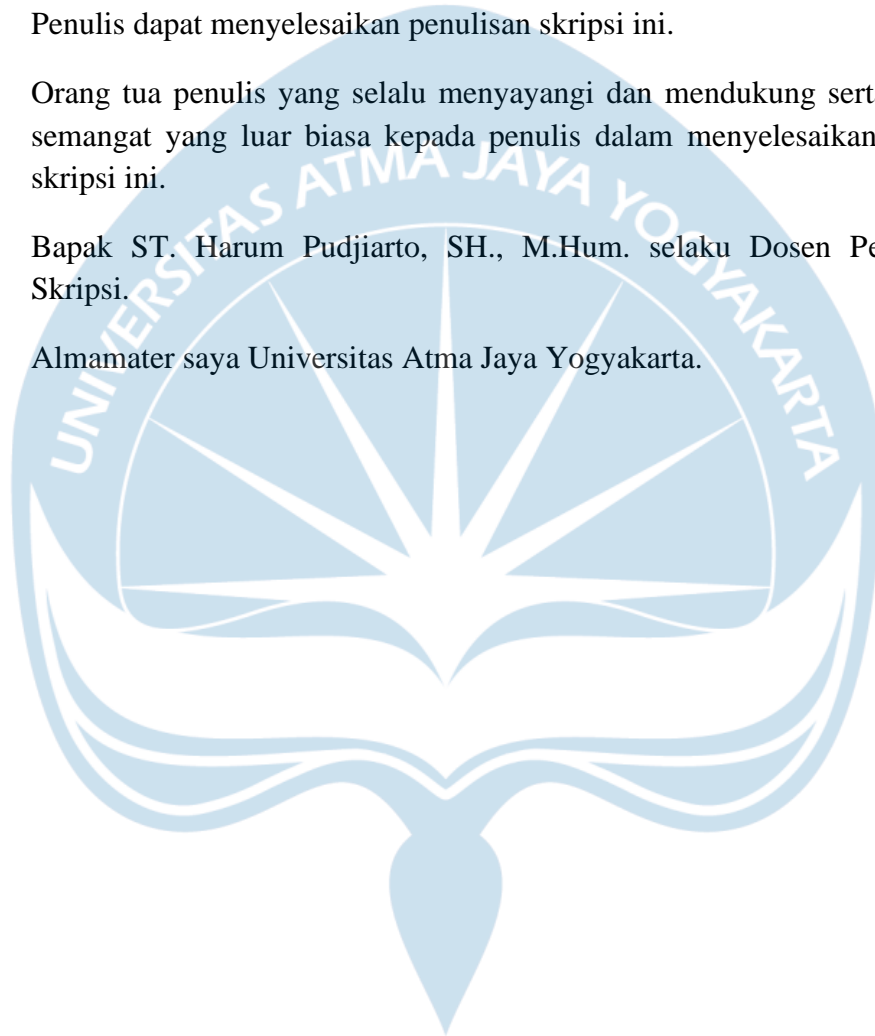 Penulis dapat menyelesaikan penulisan skripsi ini.
Orang tua penulis yang selalu menyayangi dan mendukung sert
semangat yang luar biasa kepada penulis dalam menyelesaikan
skripsi ini.
Bapak ST. Harum Pudjiarto, SH., M.Hum. selaku Dosen Pe
Skripsi.
Almamater saya Universitas Atma Jaya Yogyakarta.
UNIVERSITAS ATMA JAYA YOGYAKARTA